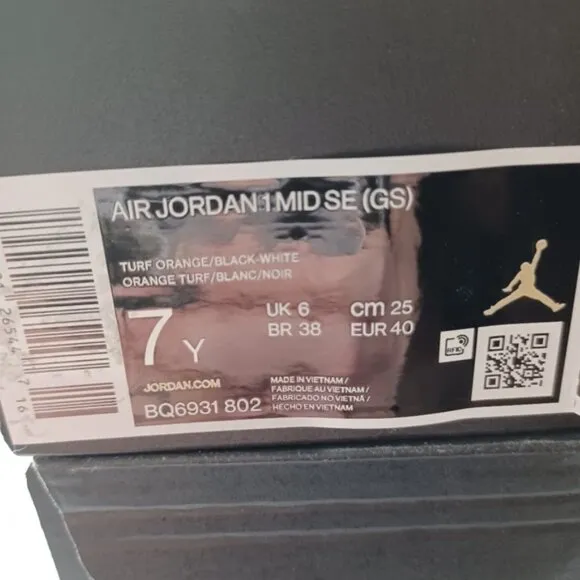 AIR JORDAN 1 MID SE (GS)
TURF ORANGE/BLACK-WHITE
ORANGE TURF/BLANC/NOIR
7 Y
UK 6 cm 25
BR 38 EUR 40
RFID
JORDAN.COM
BQ6931 802
MADE IN VIETNAM/
FABRIQUE AU VIETNAM/
FABRICADO NO VIETNÃ/
HECHO EN VIETNAM